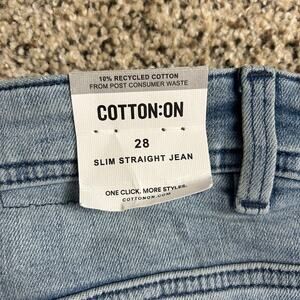 10% RECYCLED COTTON
FROM POST CONSUMER WASTE
COTTON:ON
28
SLIM STRAIGHT JEAN
ONE CLICK. MORE STYLES.
COTTONON.COM